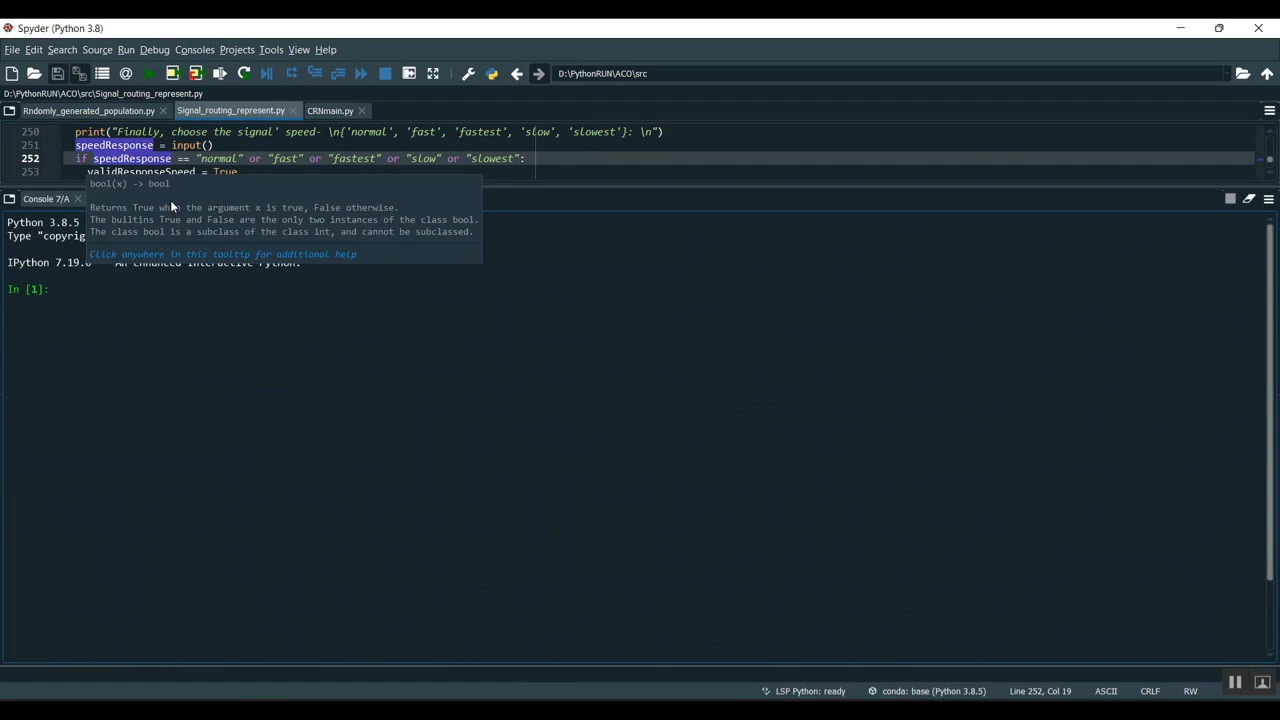 Spyder (Python 3.8)
File Edit Search Source Run Debug Consoles Projects Tools View Help
D:\PythonRUN\ACO\src
D:\PythonRUN\ACO\src\Signal_routing_represent.py
Rndomly_generated_population.py Signal_routing_represent.py CRNmain.py
250 print("Finally, choose the signal' speed- \n{'normal', 'fast', 'fastest', 'slow', 'slowest'}: \n")
251 speedResponse = input()
252 if speedResponse == "normal" or "fast" or "fastest" or "slow" or "slowest":
253 validResponseSpeed = True
bool(x) -> bool
Console 7/A
Returns True when the argument x is true, False otherwise.
The builtins True and False are the only two instances of the class bool.
The class bool is a subclass of the class int, and cannot be subclassed.
Click anywhere in this tooltip for additional help
Python 3.8.5
Type "copyrig
IPython 7.19.0 An enhanced Interactive Python.
In [1]:
LSP Python: ready conda: base (Python 3.8.5) Line 252, Col 19 ASCII CRLF RW